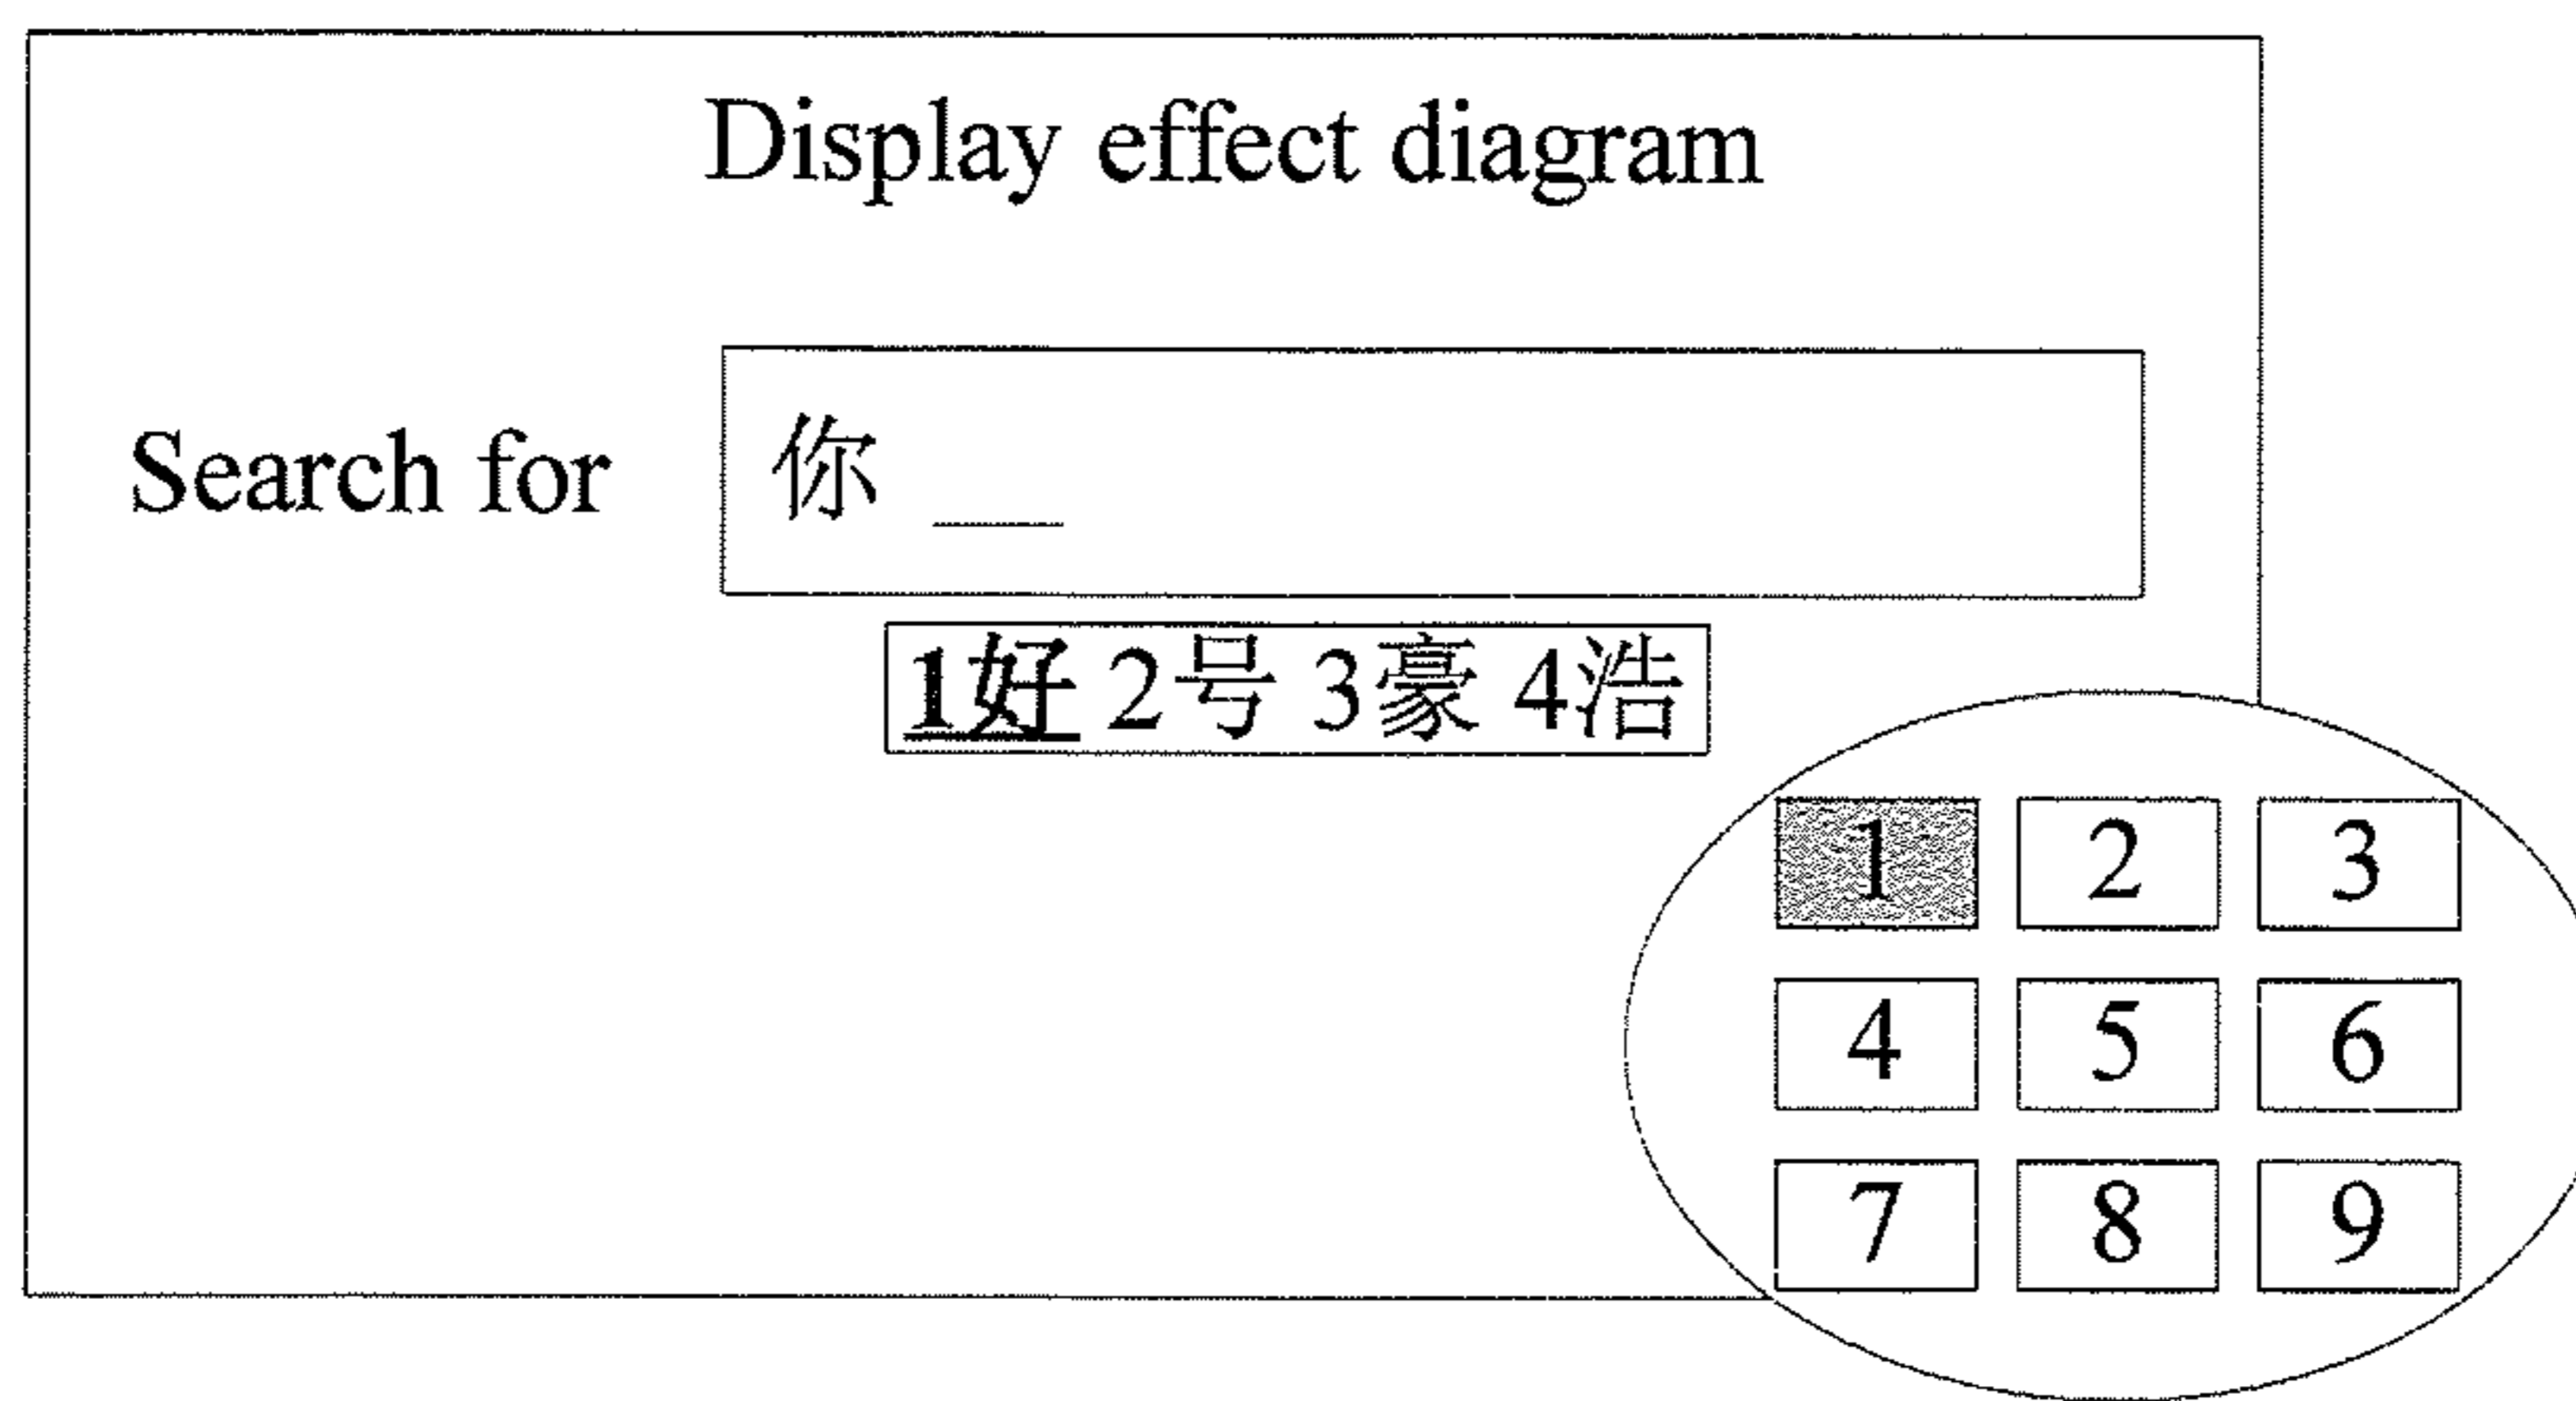 Display effect diagram
Search for 你 __
1好 2号 3豪 4浩
1 2 3
4 5 6
7 8 9